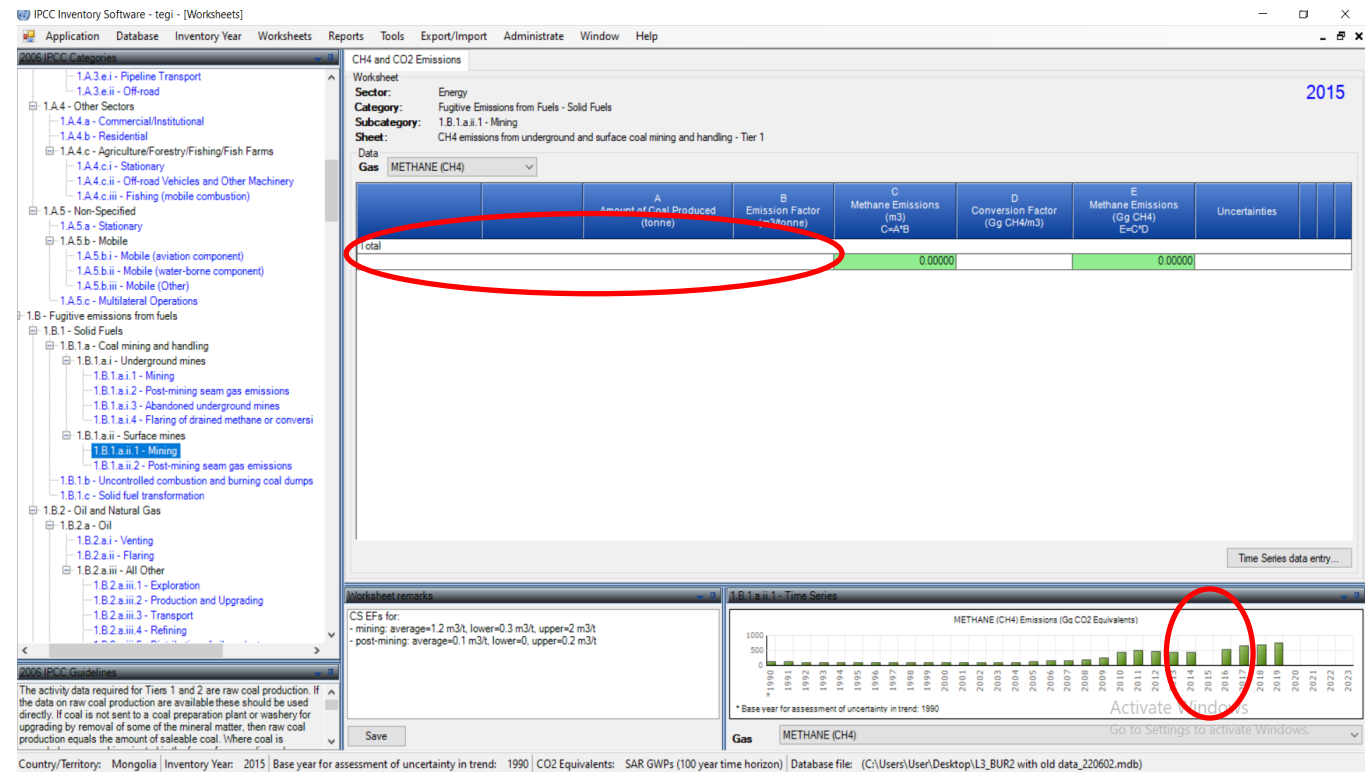 IPCC Inventory Software - tegi - [Worksheets]
Application Database Inventory Year Worksheets Reports Tools Export/Import Administrate Window Help
2006 IPCC Categories
1.A.3.e.i - Pipeline Transport
1.A.3.e.ii - Off-road
1.A.4 - Other Sectors
1.A.4.a - Commercial/Institutional
1.A.4.b - Residential
1.A.4.c - Agriculture/Forestry/Fishing/Fish Farms
1.A.4.c.i - Stationary
1.A.4.c.ii - Off-road Vehicles and Other Machinery
1.A.4.c.iii - Fishing (mobile combustion)
1.A.5 - Non-Specified
1.A.5.a - Stationary
1.A.5.b - Mobile
1.A.5.b.i - Mobile (aviation component)
1.A.5.b.ii - Mobile (water-borne component)
1.A.5.b.iii - Mobile (Other)
1.A.5.c - Multilateral Operations
1.B - Fugitive emissions from fuels
1.B.1 - Solid Fuels
1.B.1.a - Coal mining and handling
1.B.1.a.i - Underground mines
1.B.1.a.i.1 - Mining
1.B.1.a.i.2 - Post-mining seam gas emissions
1.B.1.a.i.3 - Abandoned underground mines
1.B.1.a.i.4 - Flaring of drained methane or conversi
1.B.1.a.ii - Surface mines
1.B.1.a.ii.1 - Mining
1.B.1.a.ii.2 - Post-mining seam gas emissions
1.B.1.b - Uncontrolled combustion and burning coal dumps
1.B.1.c - Solid fuel transformation
1.B.2 - Oil and Natural Gas
1.B.2.a - Oil
1.B.2.a.i - Venting
1.B.2.a.ii - Flaring
1.B.2.a.iii - All Other
1.B.2.a.iii.1 - Exploration
1.B.2.a.iii.2 - Production and Upgrading
1.B.2.a.iii.3 - Transport
1.B.2.a.iii.4 - Refining
2006 IPCC Guidelines
The activity data required for Tiers 1 and 2 are raw coal production. If
the data on raw coal production are available these should be used
directly. If coal is not sent to a coal preparation plant or washery for
upgrading by removal of some of the mineral matter, then raw coal
production equals the amount of saleable coal. Where coal is
CH4 and CO2 Emissions
Worksheet
2015
Sector: Energy
Category: Fugitive Emissions from Fuels - Solid Fuels
Subcategory: 1.B.1.a.ii.1 - Mining
Sheet: CH4 emissions from underground and surface coal mining and handling - Tier 1
Data
Gas METHANE (CH4)
A
Amount of Coal Produced
(tonne)
B
Emission Factor
(m3/tonne)
C
Methane Emissions
(m3)
C=A*B
D
Conversion Factor
(Gg CH4/m3)
E
Methane Emissions
(Gg CH4)
E=C*D
Uncertainties
Total
0.00000 0.00000
Time Series data entry...
Worksheet remarks
CS EFs for:
- mining: average=1.2 m3/t, lower=0.3 m3/t, upper=2 m3/t
- post-mining: average=0.1 m3/t, lower=0, upper=0.2 m3/t
Save
1.B.1.a.ii.1 - Time Series
METHANE (CH4) Emissions (Gg CO2 Equivalents)
1000
500
0
*1990 1991 1992 1993 1994 1995 1996 1997 1998 1999 2000 2001 2002 2003 2004 2005 2006 2007 2008 2009 2010 2011 2012 2013 2014 2015 2016 2017 2018 2019 2020 2021 2022 2023
* Base year for assessment of uncertainty in trend: 1990
Gas METHANE (CH4)
Activate Windows
Go to Settings to activate Windows.
Country/Territory: Mongolia Inventory Year: 2015 Base year for assessment of uncertainty in trend: 1990 CO2 Equivalents: SAR GWPs (100 year time horizon) Database file: (C:\Users\User\Desktop\L3_BUR2 with old data_220602.mdb)